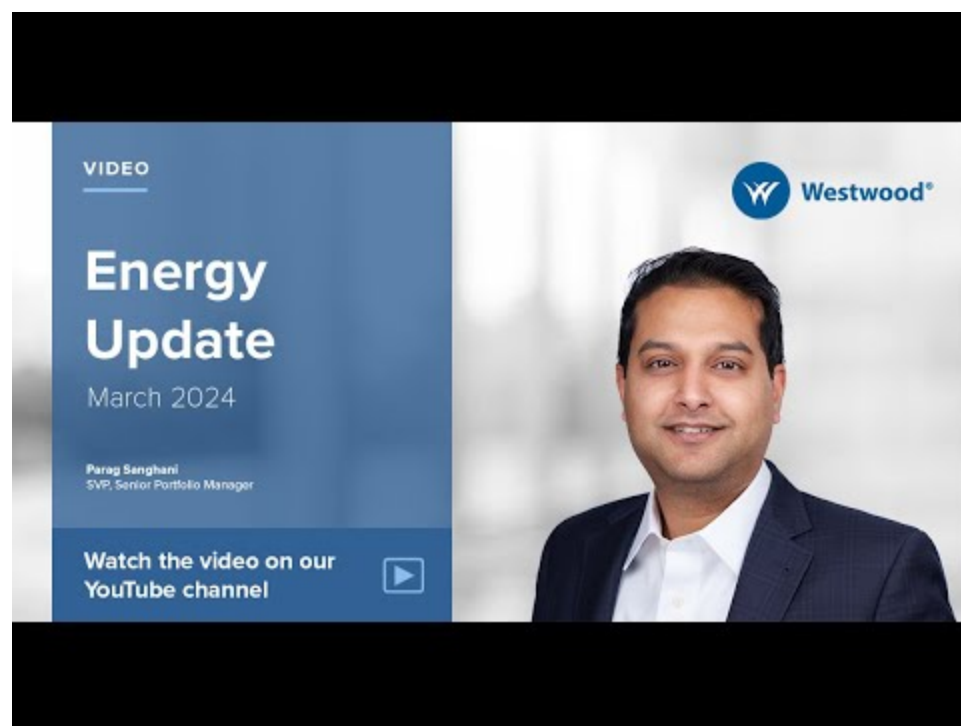 VIDEO
Energy
Update
March 2024
Parag Sanghani
SVP, Senior Portfolio Manager
Watch the video on our
YouTube channel
Westwood®